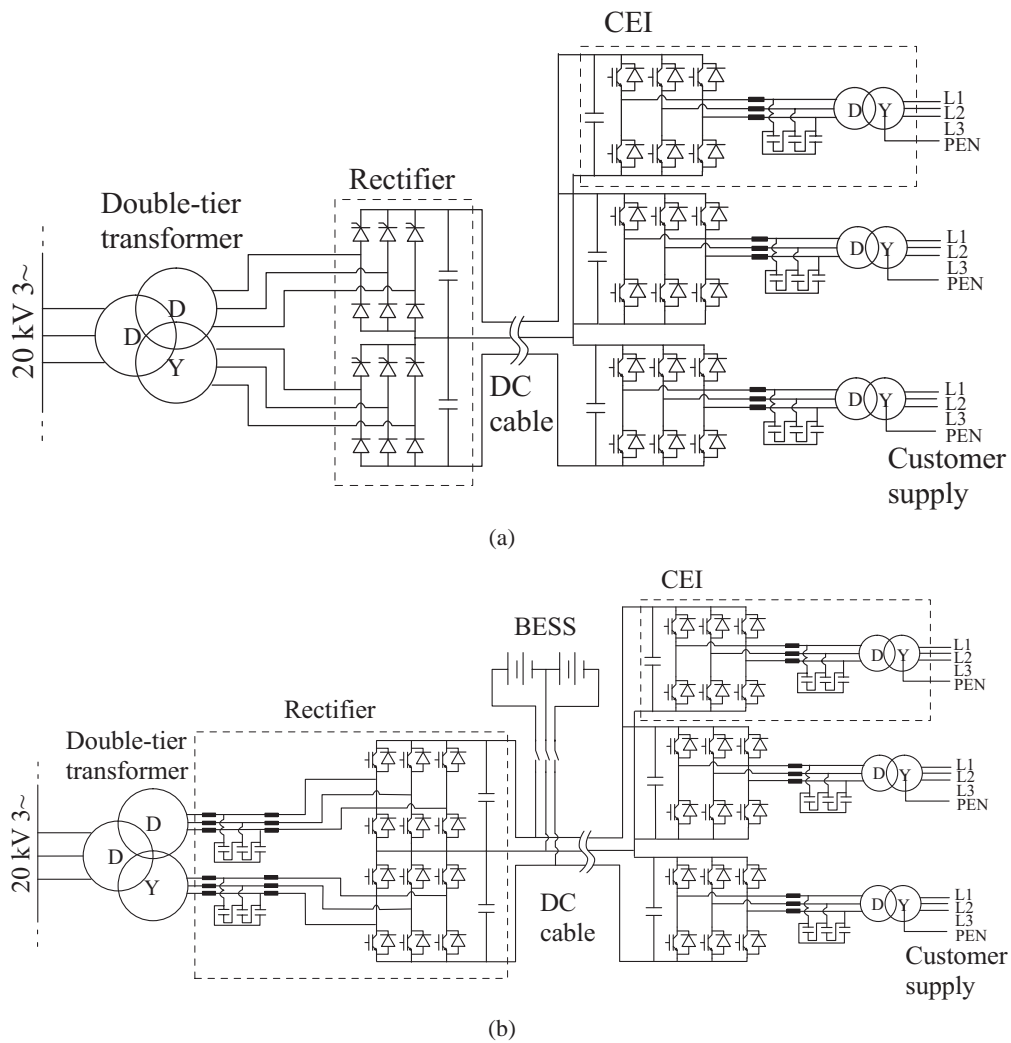 CEI
L1
D Y
L2
L3
PEN
Rectifier
Double-tier
transformer
20 kV 3~
D
D
Y
L1
D Y
L2
L3
PEN
DC
cable
L1
D Y
L2
L3
PEN
Customer
supply
(a)
CEI
BESS
L1
D Y
L2
L3
PEN
Rectifier
Double-tier
transformer
20 kV 3~
D
D
Y
L1
D Y
L2
L3
PEN
DC
cable
L1
D Y
L2
L3
PEN
Customer
supply
(b)